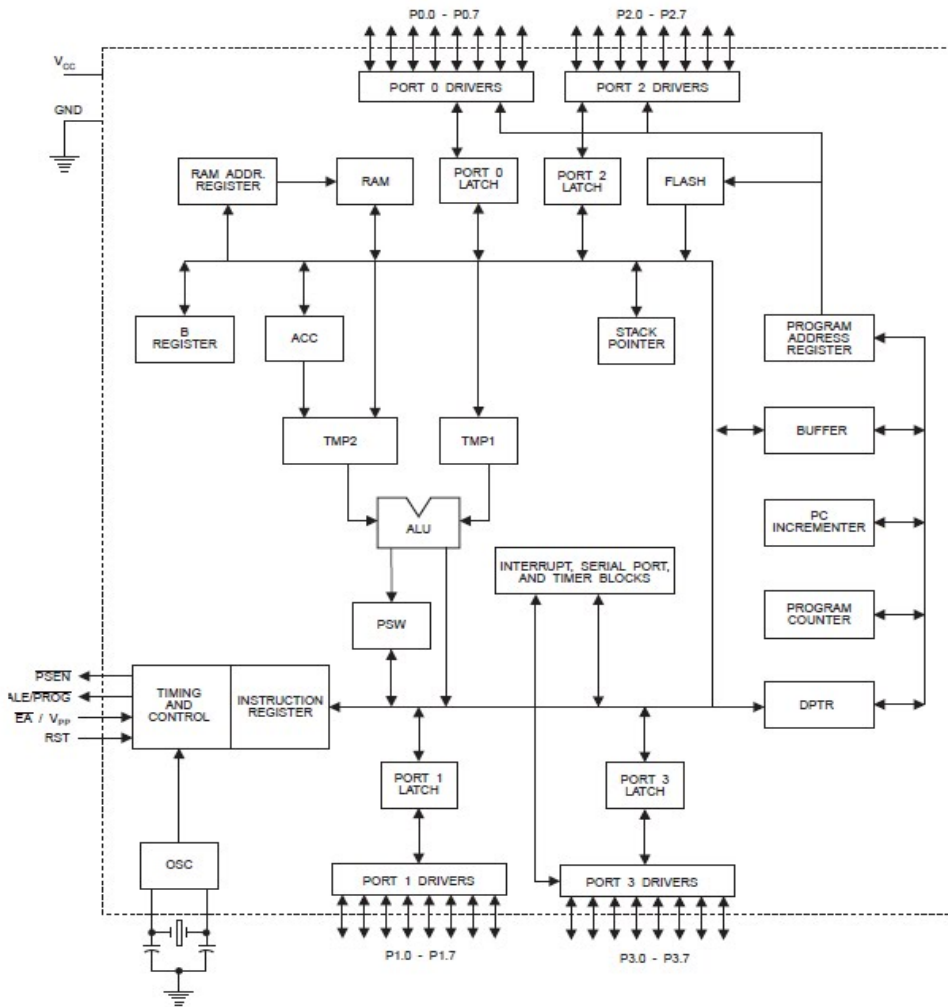 P0.0 - P0.7
P2.0 - P2.7
V_CC
PORT 0 DRIVERS
PORT 2 DRIVERS
GND
RAM ADDR.
REGISTER
RAM
PORT 0
LATCH
PORT 2
LATCH
FLASH
B
REGISTER
ACC
STACK
POINTER
PROGRAM
ADDRESS
REGISTER
TMP2
TMP1
BUFFER
ALU
PC
INCREMENTER
INTERRUPT, SERIAL PORT,
AND TIMER BLOCKS
PSW
PROGRAM
COUNTER
PSEN
ALE/PROG
EA / V_PP
RST
TIMING
AND
CONTROL
INSTRUCTION
REGISTER
DPTR
PORT 1
LATCH
PORT 3
LATCH
OSC
PORT 1 DRIVERS
PORT 3 DRIVERS
P1.0 - P1.7
P3.0 - P3.7